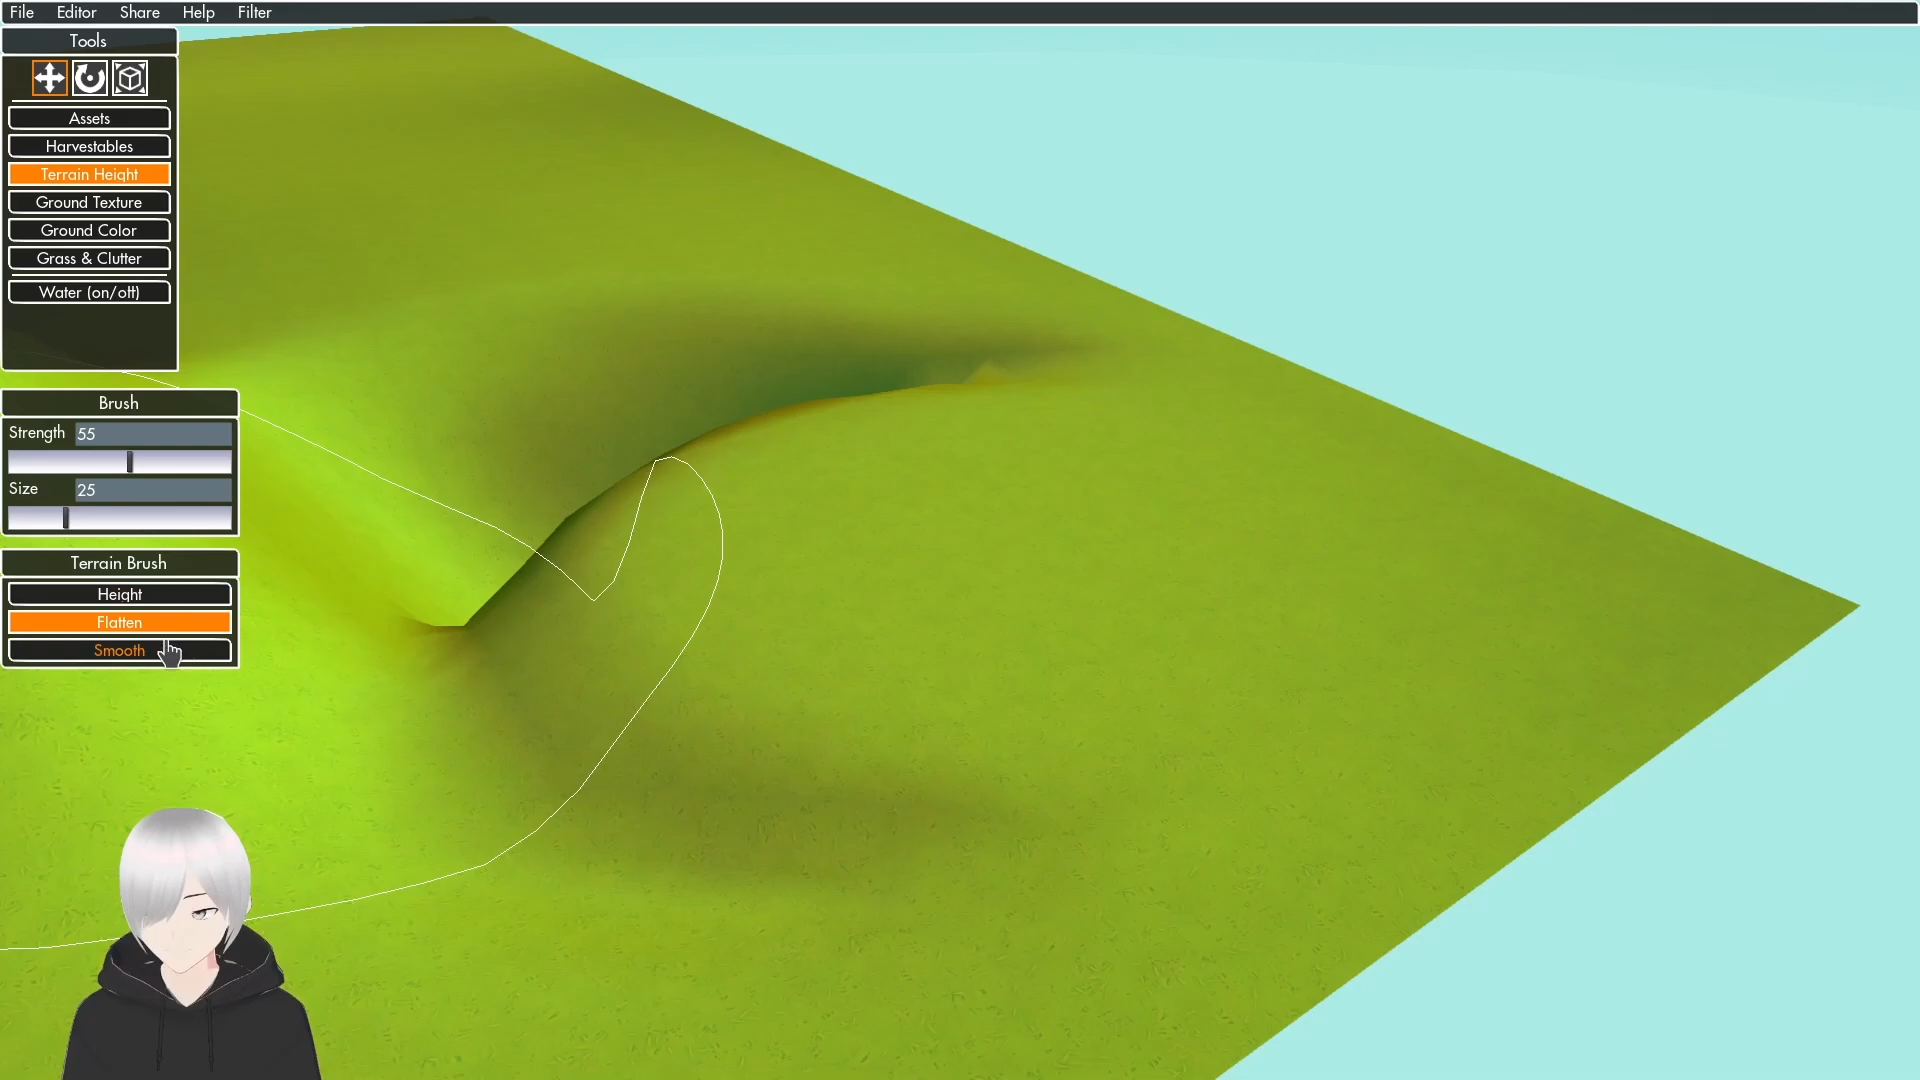 File Editor Share Help Filter
Tools
Assets
Harvestables
Terrain Height
Ground Texture
Ground Color
Grass & Clutter
Water (on/off)
Brush
Strength 55
Size 25
Terrain Brush
Height
Flatten
Smooth